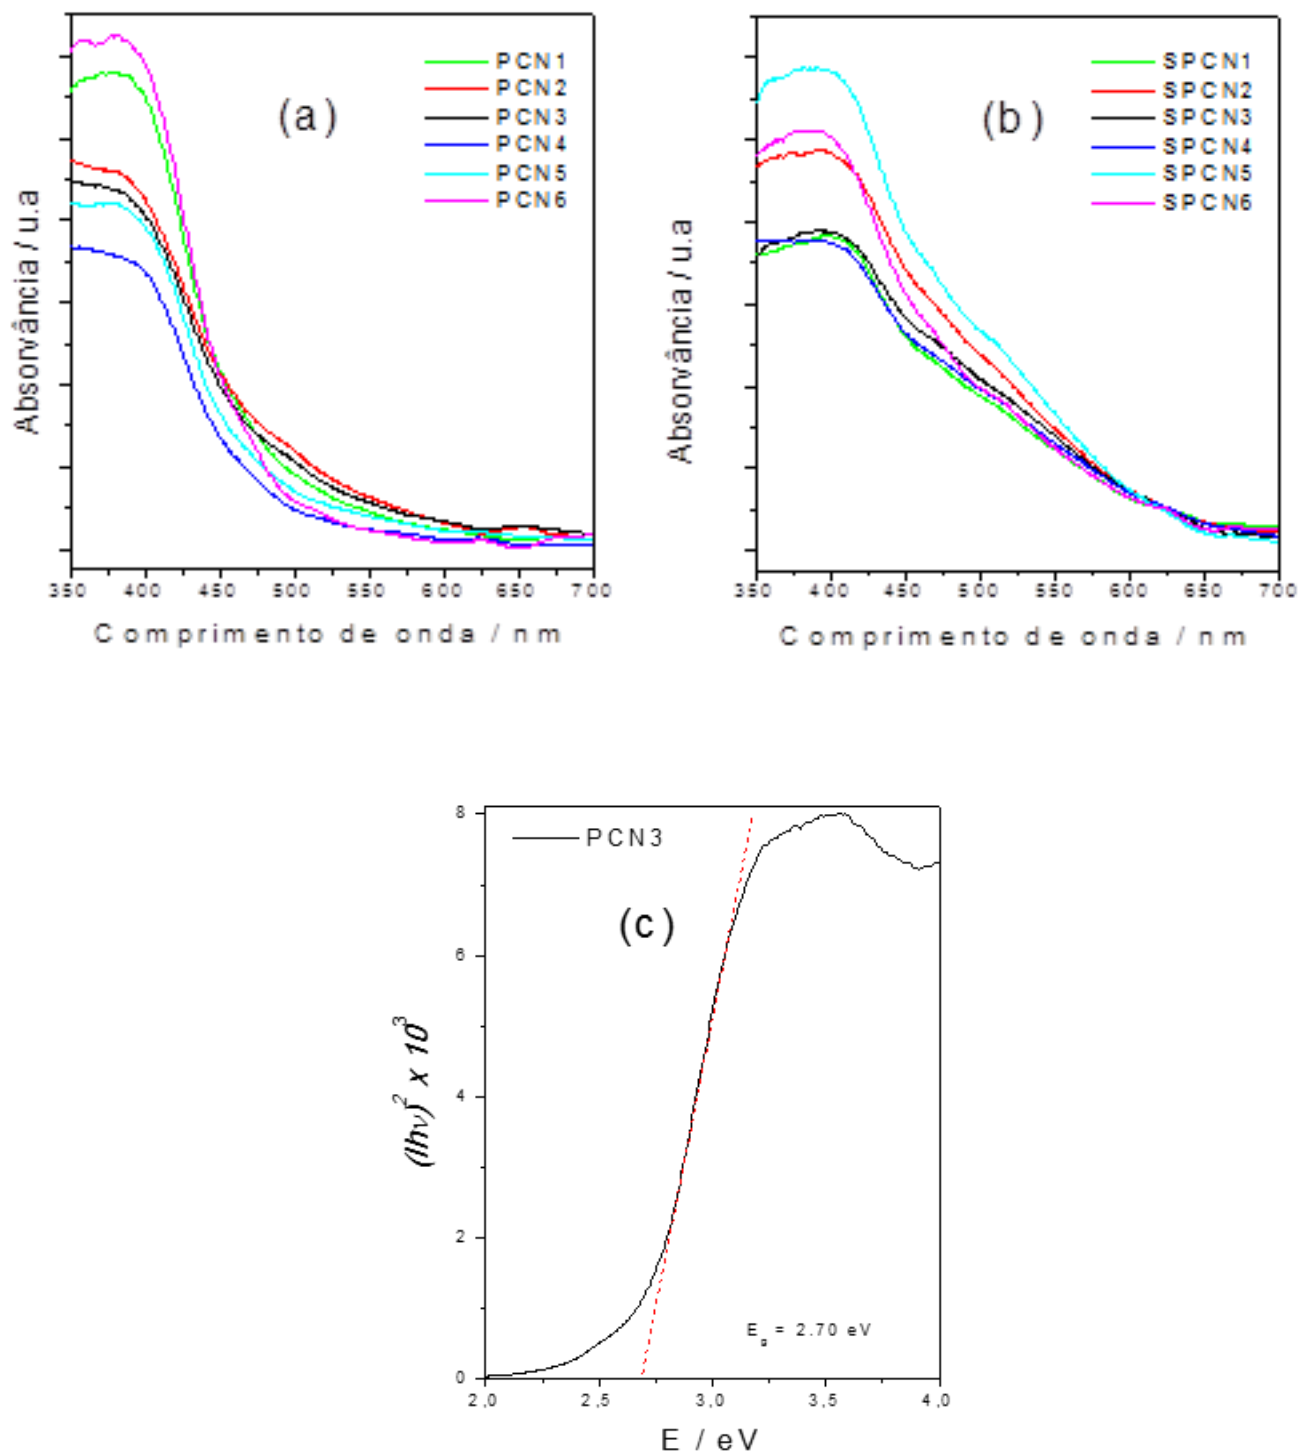 PCN1
PCN2
PCN3
PCN4
PCN5
PCN6
(a)
Absorvância / u.a
350 400 450 500 550 600 650 700
Comprimento de onda / nm
SPCN1
SPCN2
SPCN3
SPCN4
SPCN5
SPCN6
(b)
Absorvância / u.a
350 400 450 500 550 600 650 700
Comprimento de onda / nm
PCN3
(c)
8
6
4
2
0
(Ihν)² x 10³
E_g = 2.70 eV
2,0 2,5 3,0 3,5 4,0
E / eV